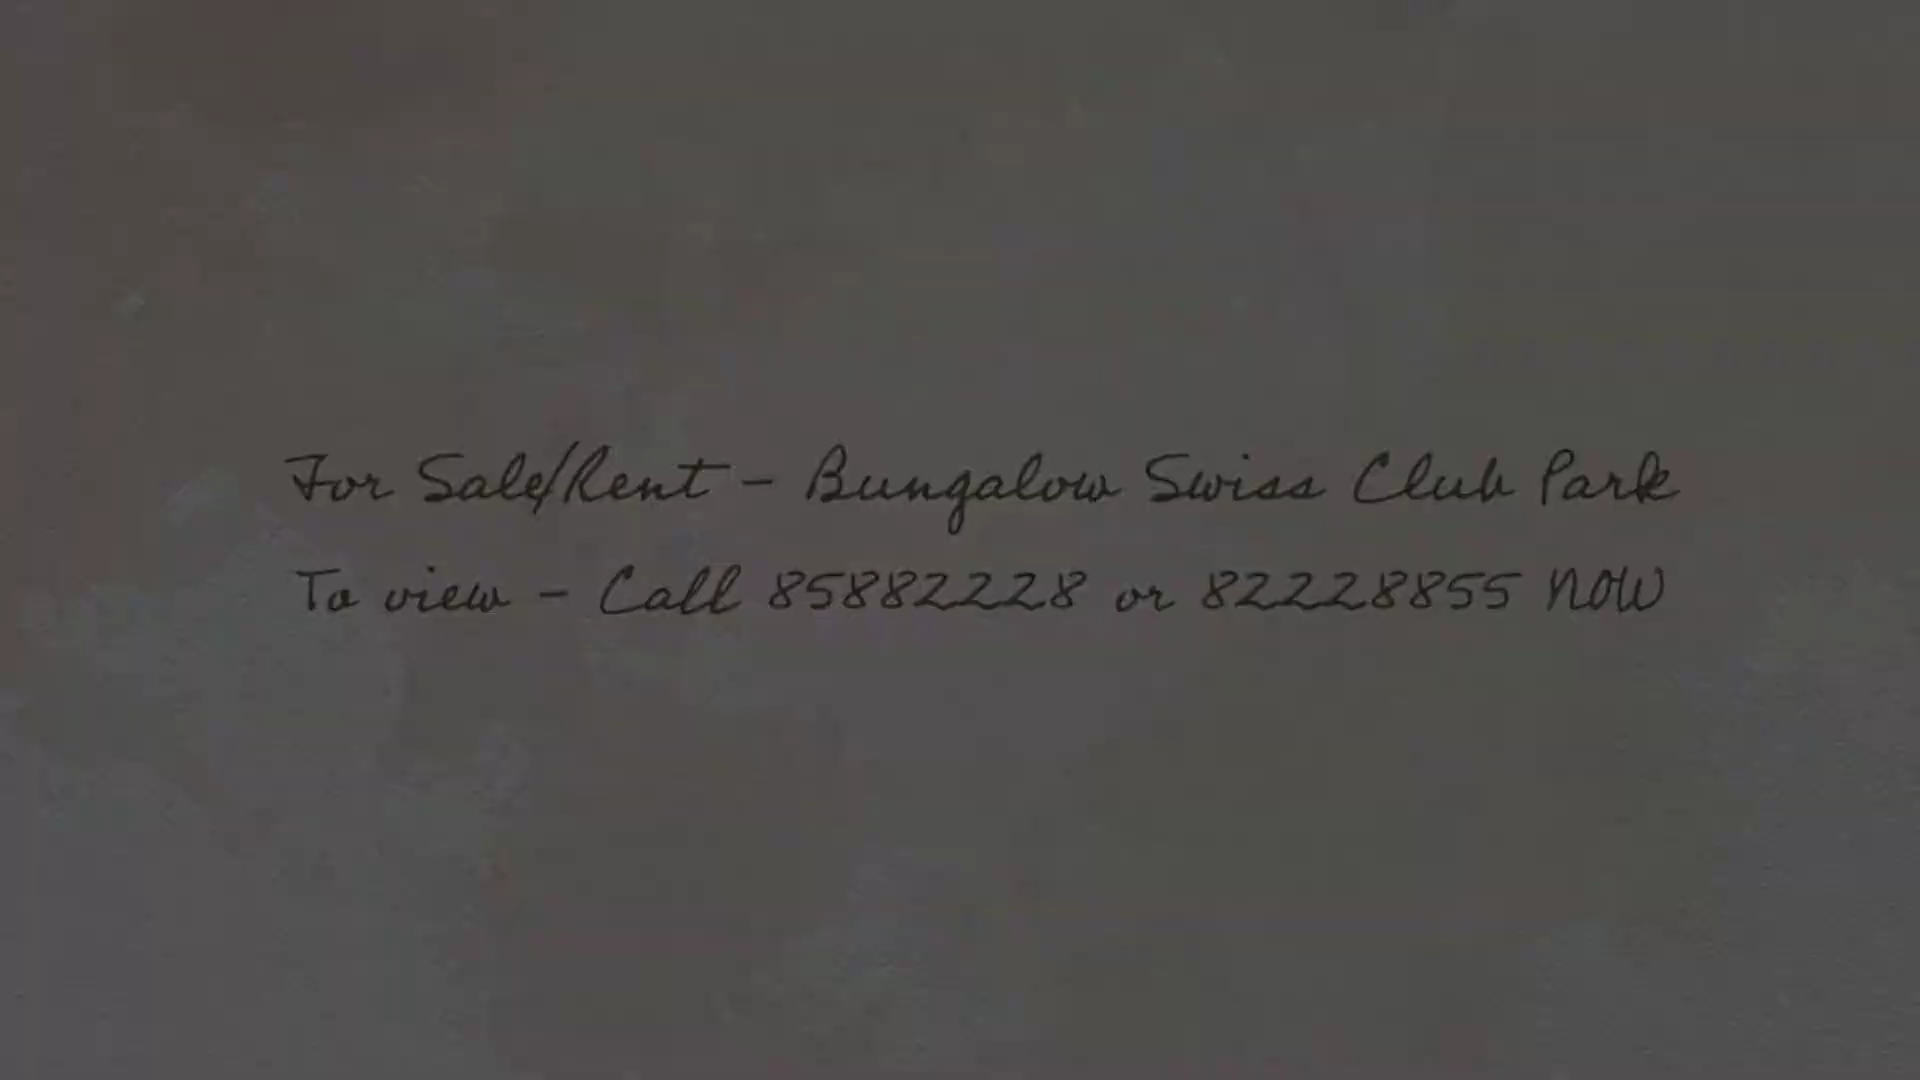 For Sale/Rent - Bungalow Swiss Club Park
To view - Call 85882228 or 82228855 NOW